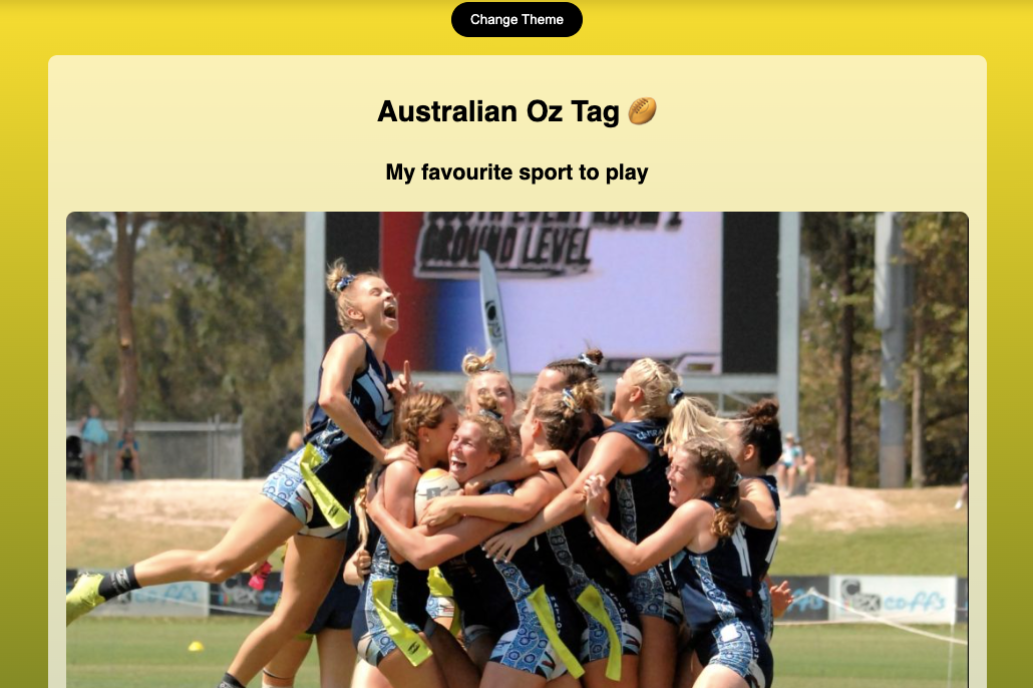 Change Theme
Australian Oz Tag 🏉
My favourite sport to play
GROUND LEVEL
coffs